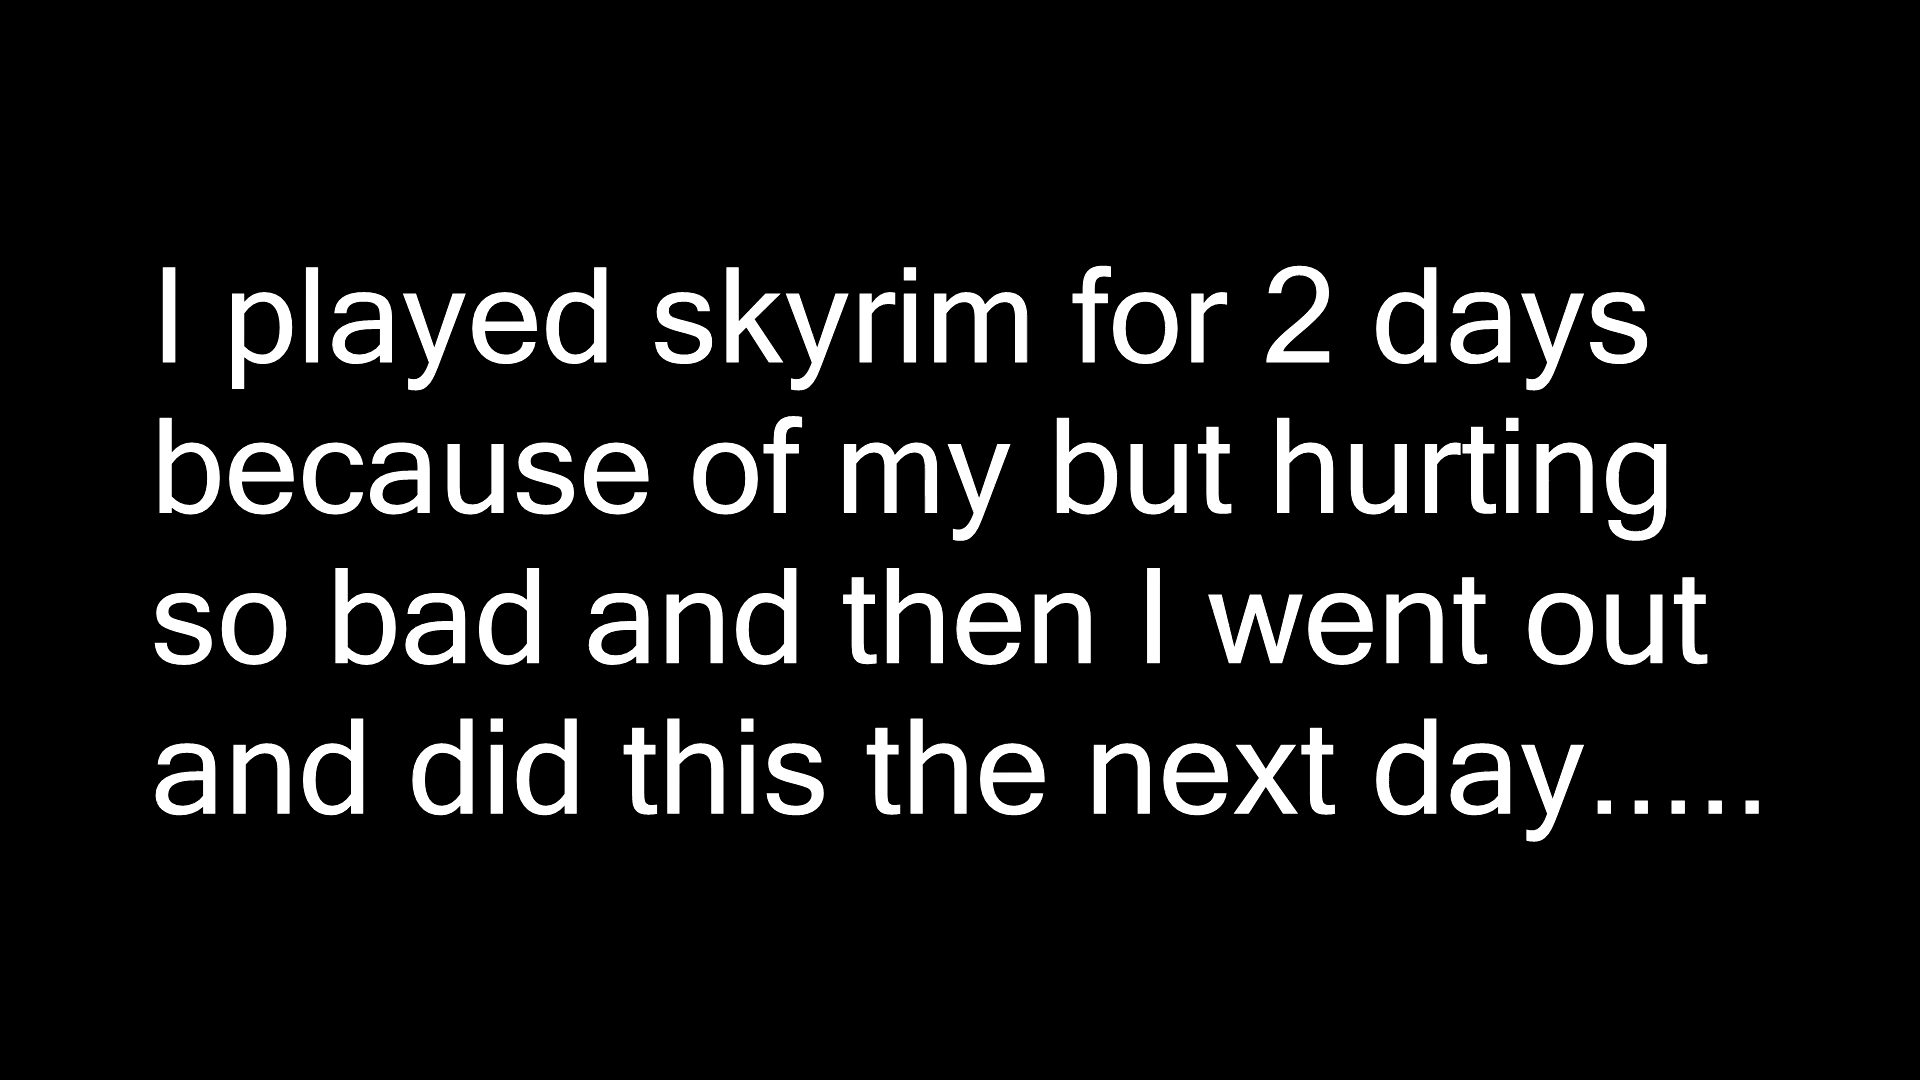 I played skyrim for 2 days
because of my but hurting
so bad and then I went out
and did this the next day.....